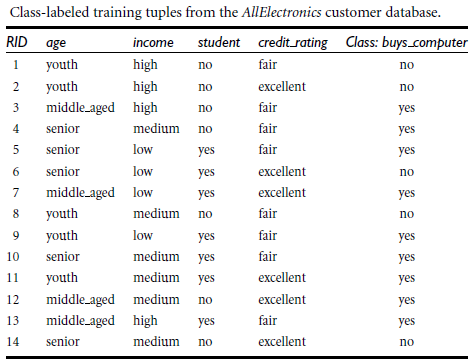 Class-labeled training tuples from the AllElectronics customer database.
RID age income student credit_rating Class: buys_computer
1 youth high no fair no
2 youth high no excellent no
3 middle_aged high no fair yes
4 senior medium no fair yes
5 senior low yes fair yes
6 senior low yes excellent no
7 middle_aged low yes excellent yes
8 youth medium no fair no
9 youth low yes fair yes
10 senior medium yes fair yes
11 youth medium yes excellent yes
12 middle_aged medium no excellent yes
13 middle_aged high yes fair yes
14 senior medium no excellent no